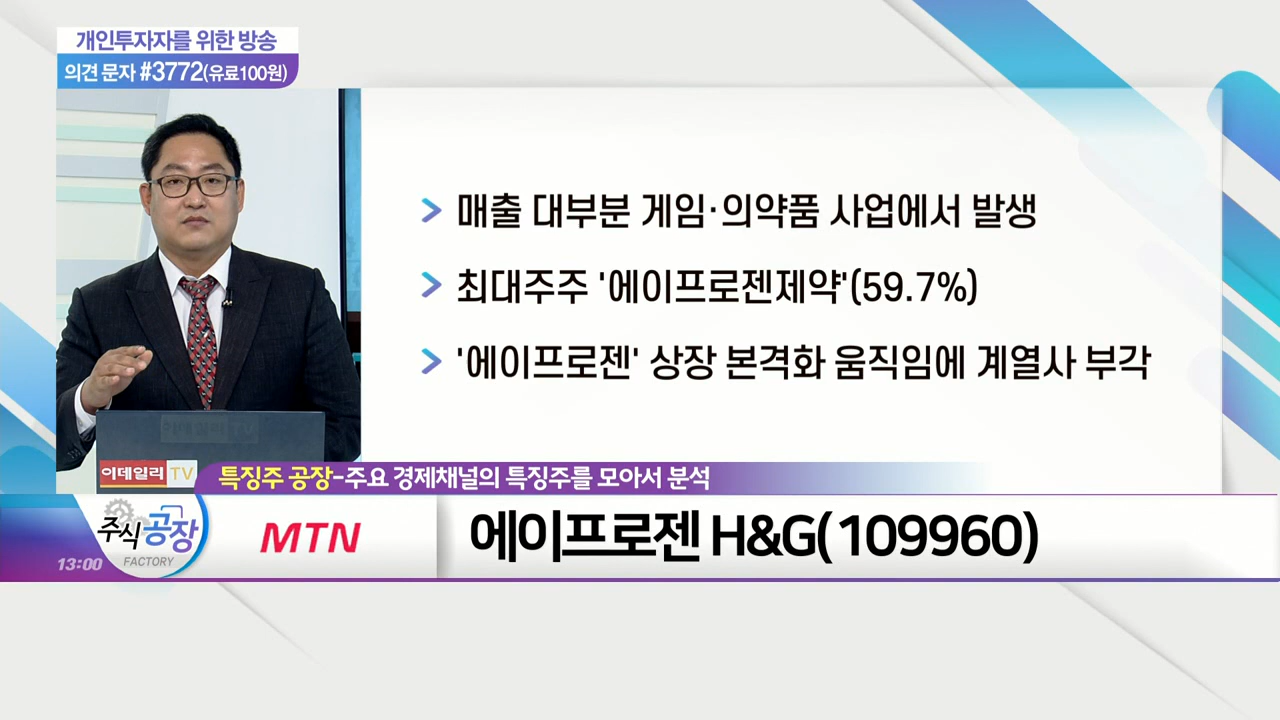 개인투자자를 위한 방송
의견 문자 #3772(유료100원)
매출 대부분 게임·의약품 사업에서 발생
최대주주 '에이프로젠제약'(59.7%)
'에이프로젠' 상장 본격화 움직임에 계열사 부각
이데일리 TV
특징주 공장-주요 경제채널의 특징주를 모아서 분석
주식공장
FACTORY
13:00
MTN
에이프로젠 H&G(109960)